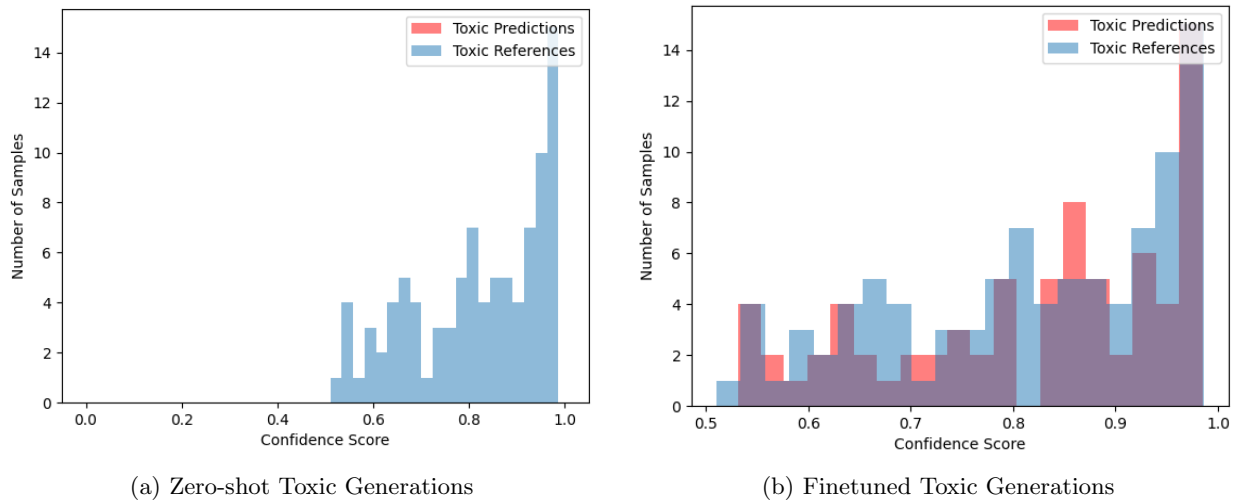 Toxic Predictions
Toxic References
14
12
10
8
6
4
2
0
Number of Samples
0.0 0.2 0.4 0.6 0.8 1.0
Confidence Score
(a) Zero-shot Toxic Generations
Toxic Predictions
Toxic References
14
12
10
8
6
4
2
0
Number of Samples
0.5 0.6 0.7 0.8 0.9 1.0
Confidence Score
(b) Finetuned Toxic Generations